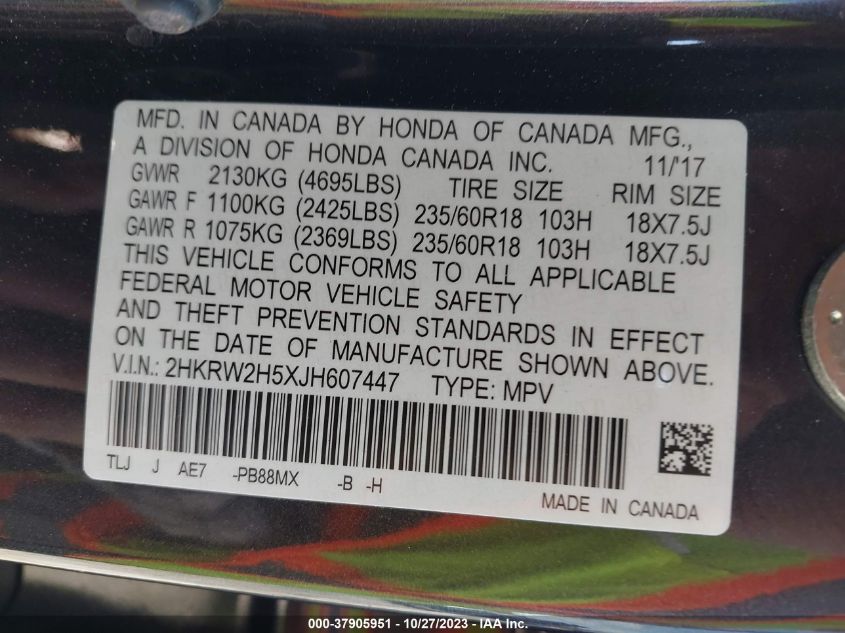 MFD. IN CANADA BY HONDA OF CANADA MFG.,
A DIVISION OF HONDA CANADA INC. 11/'17
GVWR 2130KG (4695LBS) TIRE SIZE RIM SIZE
GAWR F 1100KG (2425LBS) 235/60R18 103H 18X7.5J
GAWR R 1075KG (2369LBS) 235/60R18 103H 18X7.5J
THIS VEHICLE CONFORMS TO ALL APPLICABLE
FEDERAL MOTOR VEHICLE SAFETY
AND THEFT PREVENTION STANDARDS IN EFFECT
ON THE DATE OF MANUFACTURE SHOWN ABOVE.
V.I.N.: 2HKRW2H5XJH607447 TYPE: MPV
TLJ J AE7 -PB88MX -B -H
MADE IN CANADA
000-37905951 - 10/27/2023 - IAA Inc.